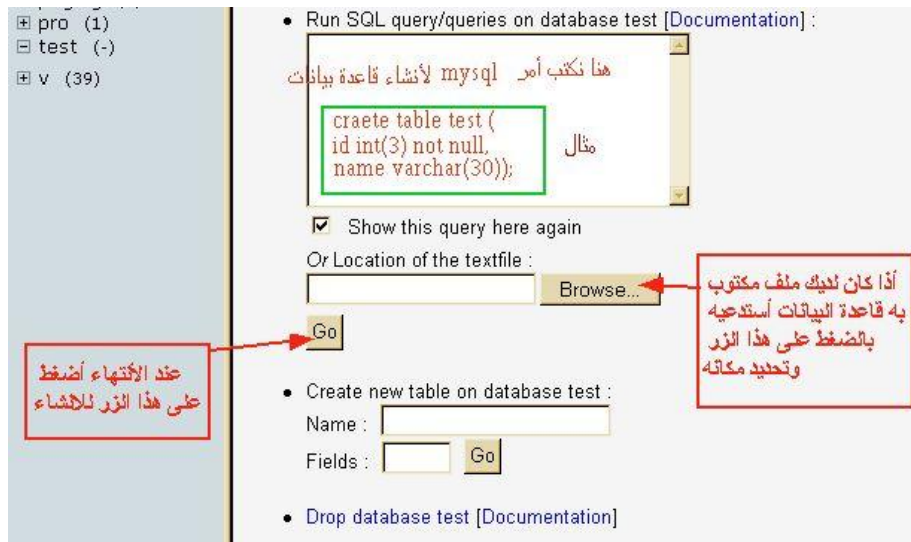 pro (1)
test (-)
v (39)
Run SQL query/queries on database test [Documentation] :
هنا نكتب أمر mysql لأنشاء قاعدة بيانات
craete table test (
id int(3) not null,
name varchar(30));
مثال
Show this query here again
Or Location of the textfile :
Browse...
أذا كان لديك ملف مكتوب
به قاعدة البيانات أستدعيه
بالضغط على هذا الزر
وتحديد مكانه
Go
عند الأنتهاء أضغط
على هذا الزر للانشاء
Create new table on database test :
Name :
Fields :
Go
Drop database test [Documentation]